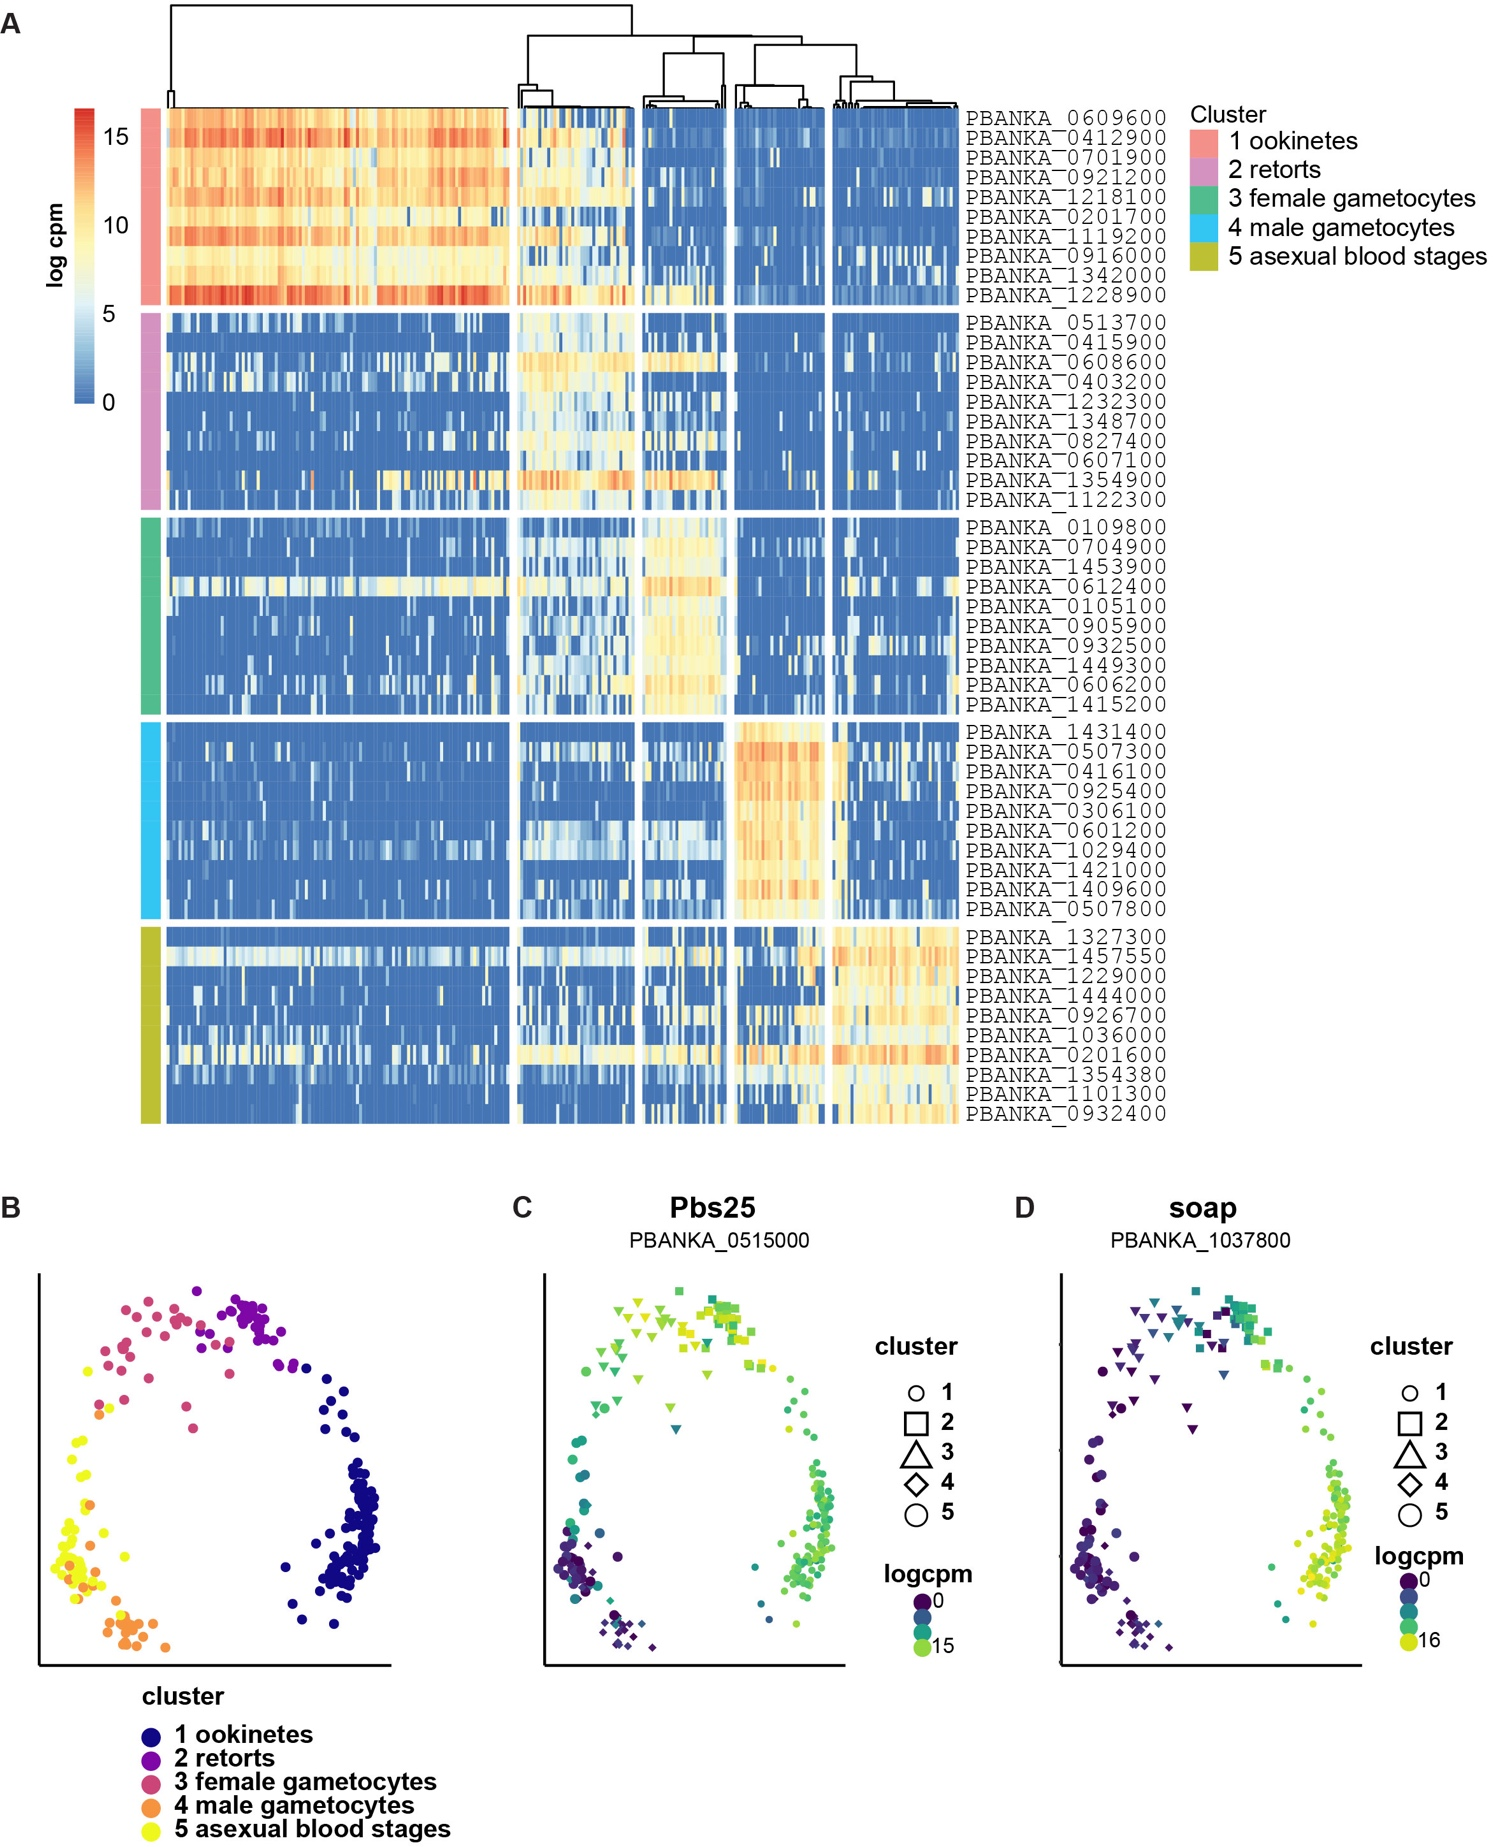 A
15
10
5
0
log cpm
PBANKA_0609600
PBANKA_0412900
PBANKA_0701900
PBANKA_0921200
PBANKA_1218100
PBANKA_0201700
PBANKA_1119200
PBANKA_0916000
PBANKA_1342000
PBANKA_1228900
PBANKA_0513700
PBANKA_0415900
PBANKA_0608600
PBANKA_0403200
PBANKA_1232300
PBANKA_1348700
PBANKA_0827400
PBANKA_0607100
PBANKA_1354900
PBANKA_1122300
PBANKA_0109800
PBANKA_0704900
PBANKA_1453900
PBANKA_0612400
PBANKA_0105100
PBANKA_0905900
PBANKA_0932500
PBANKA_1449300
PBANKA_0606200
PBANKA_1415200
PBANKA_1431400
PBANKA_0507300
PBANKA_0416100
PBANKA_0925400
PBANKA_0306100
PBANKA_0601200
PBANKA_1029400
PBANKA_1421000
PBANKA_1409600
PBANKA_0507800
PBANKA_1327300
PBANKA_1457550
PBANKA_1229000
PBANKA_1444000
PBANKA_0926700
PBANKA_1036000
PBANKA_0201600
PBANKA_1354380
PBANKA_1101300
PBANKA_0932400
Cluster
1 ookinetes
2 retorts
3 female gametocytes
4 male gametocytes
5 asexual blood stages
B
cluster
1 ookinetes
2 retorts
3 female gametocytes
4 male gametocytes
5 asexual blood stages
C
Pbs25
PBANKA_0515000
cluster
1
2
3
4
5
logcpm
0
15
D
soap
PBANKA_1037800
cluster
1
2
3
4
5
logcpm
0
16